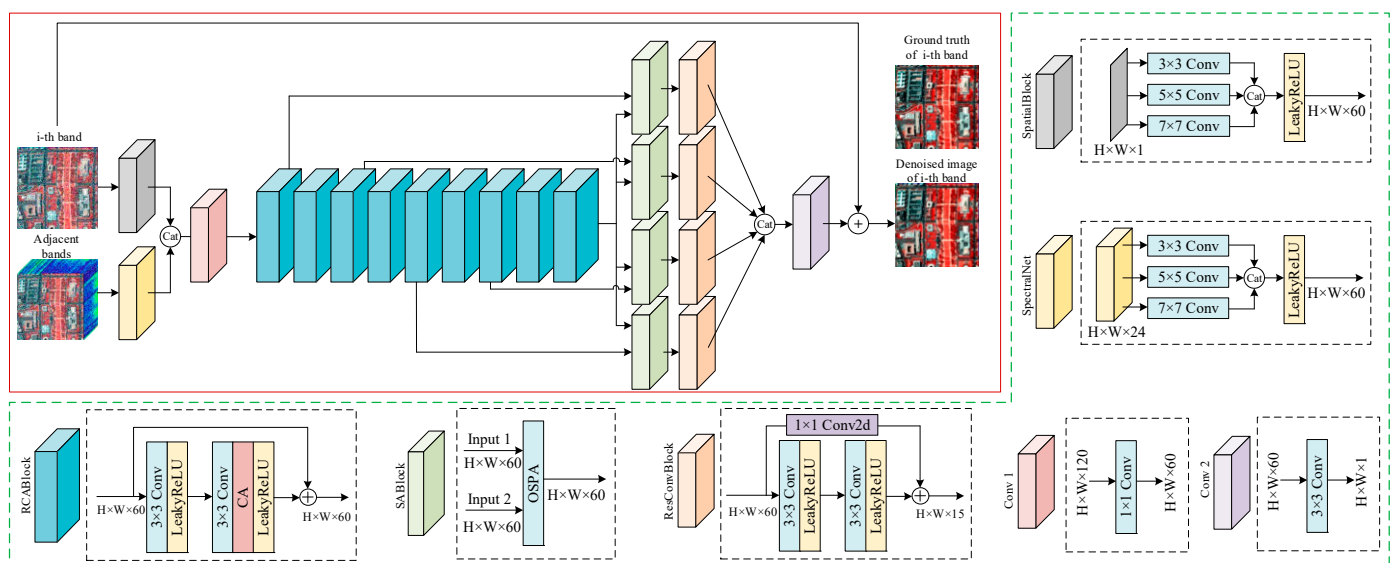 i-th band
Adjacent
bands
Cat
Cat
+
Ground truth
of i-th band
Denoised image
of i-th band
SpatialBlock
H×W×1
3×3 Conv
5×5 Conv
7×7 Conv
Cat
LeakyReLU
H×W×60
SpectralNet
H×W×24
3×3 Conv
5×5 Conv
7×7 Conv
Cat
LeakyReLU
H×W×60
RCABlock
H×W×60
3×3 Conv
LeakyReLU
3×3 Conv
CA
LeakyReLU
+
H×W×60
SABlock
Input 1
H×W×60
Input 2
H×W×60
OSPA
H×W×60
ResConvBlock
1×1 Conv2d
H×W×60
3×3 Conv
LeakyReLU
3×3 Conv
LeakyReLU
+
H×W×15
Conv 1
H×W×120
1×1 Conv
H×W×60
Conv 2
H×W×60
3×3 Conv
H×W×1